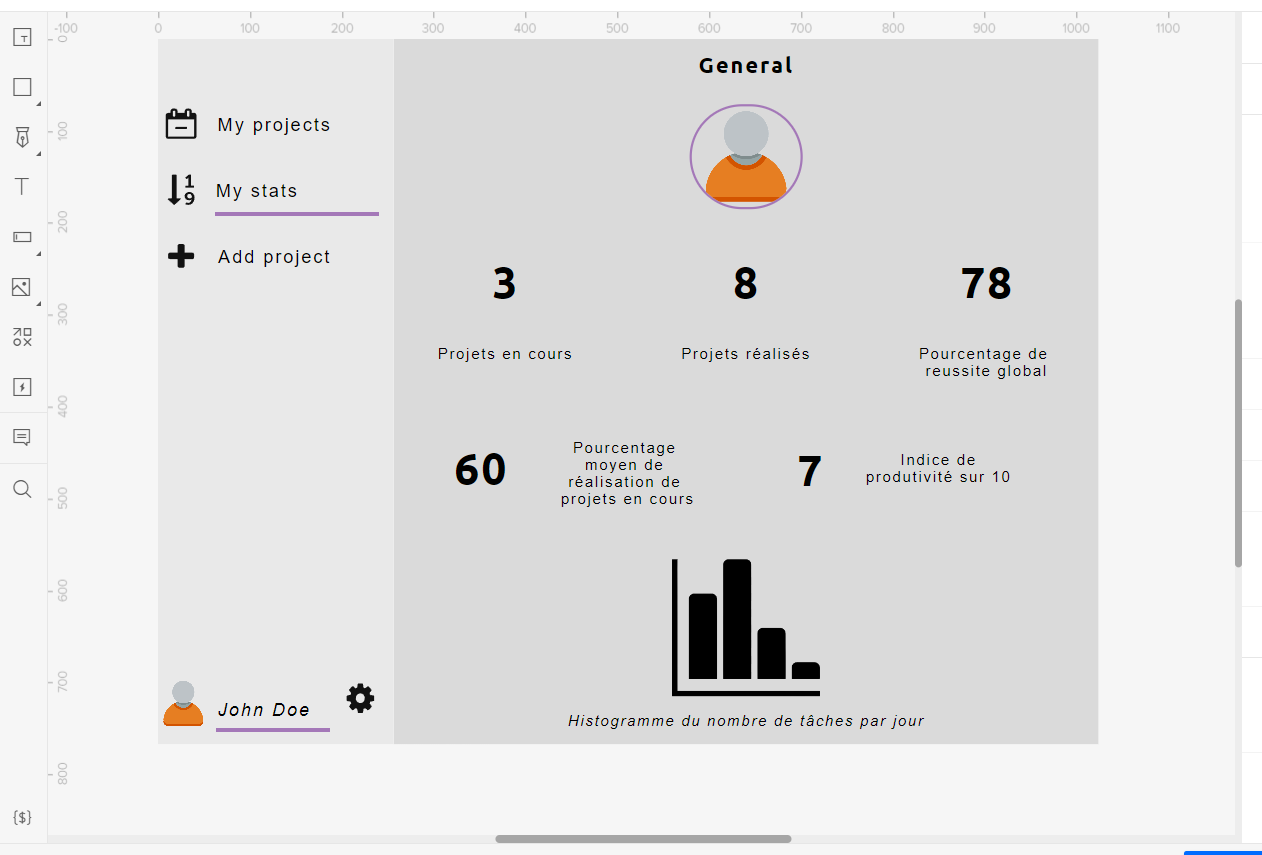 -100 0 100 200 300 400 500 600 700 800 900 1000 1100
0
100
200
300
400
500
600
700
800
T
T
{$}
My projects
1
9
My stats
Add project
John Doe
General
3
8
78
Projets en cours
Projets réalisés
Pourcentage de
reussite global
60
Pourcentage
moyen de
réalisation de
projets en cours
7
Indice de
produtivité sur 10
Histogramme du nombre de tâches par jour